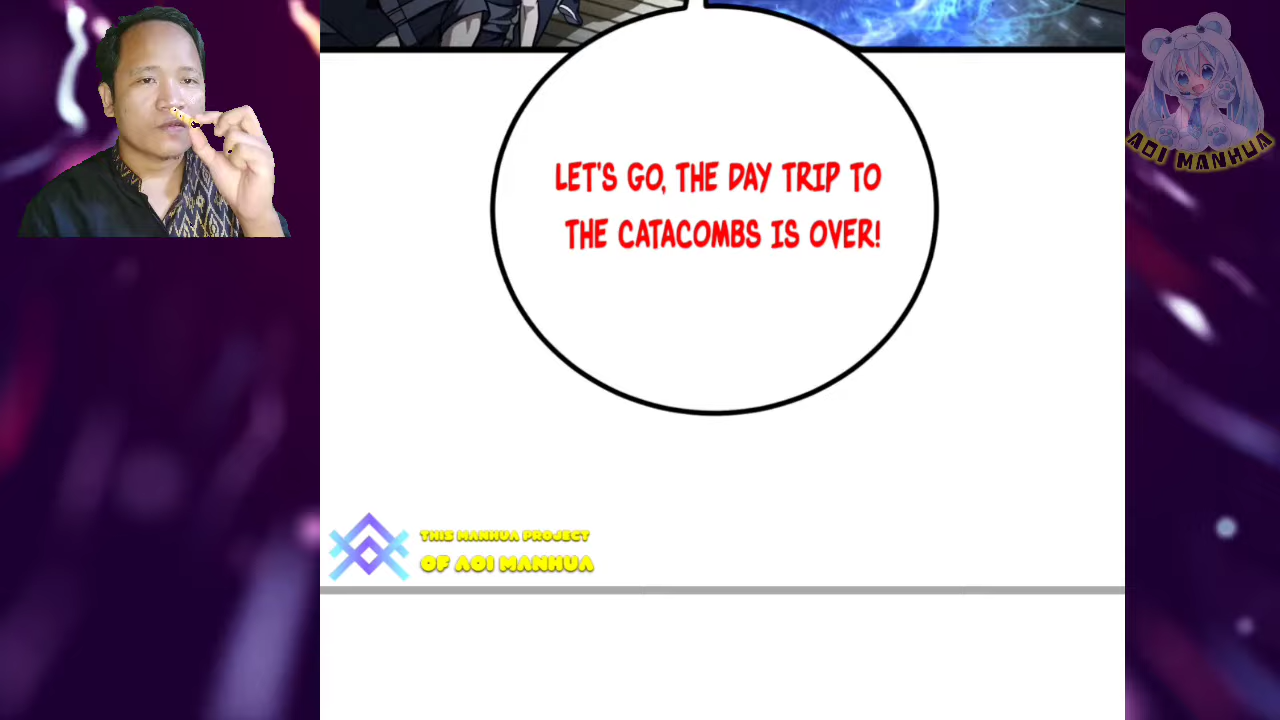 LET'S GO, THE DAY TRIP TO
THE CATACOMBS IS OVER!
AOI MANHUA
THIS MANHUA PROJECT
OF AOI MANHUA